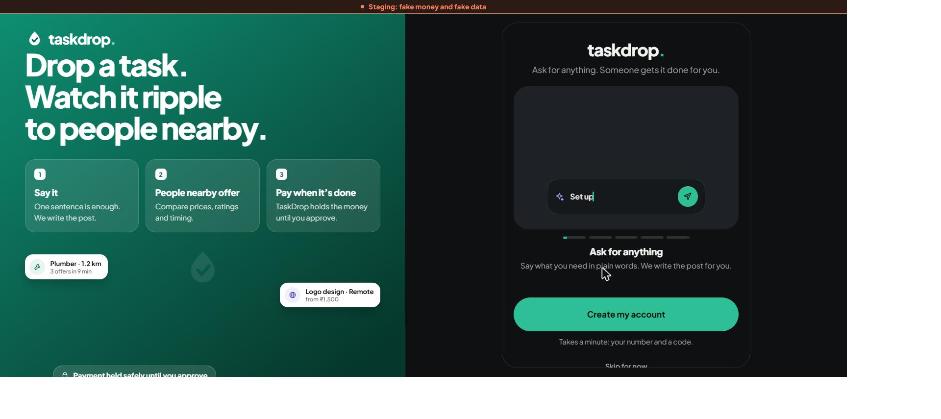 Staging: fake money and fake data
taskdrop.
Drop a task.
Watch it ripple
to people nearby.
1
Say it
One sentence is enough.
We write the post.
2
People nearby offer
Compare prices, ratings
and timing.
3
Pay when it's done
TaskDrop holds the money
until you approve.
Plumber · 1.2 km
3 offers in 9 min
Logo design · Remote
from ₹1,500
Payment held safely until you approve
taskdrop.
Ask for anything. Someone gets it done for you.
Set up
Ask for anything
Say what you need in plain words. We write the post for you.
Create my account
Takes a minute: your number and a code.
Skip for now